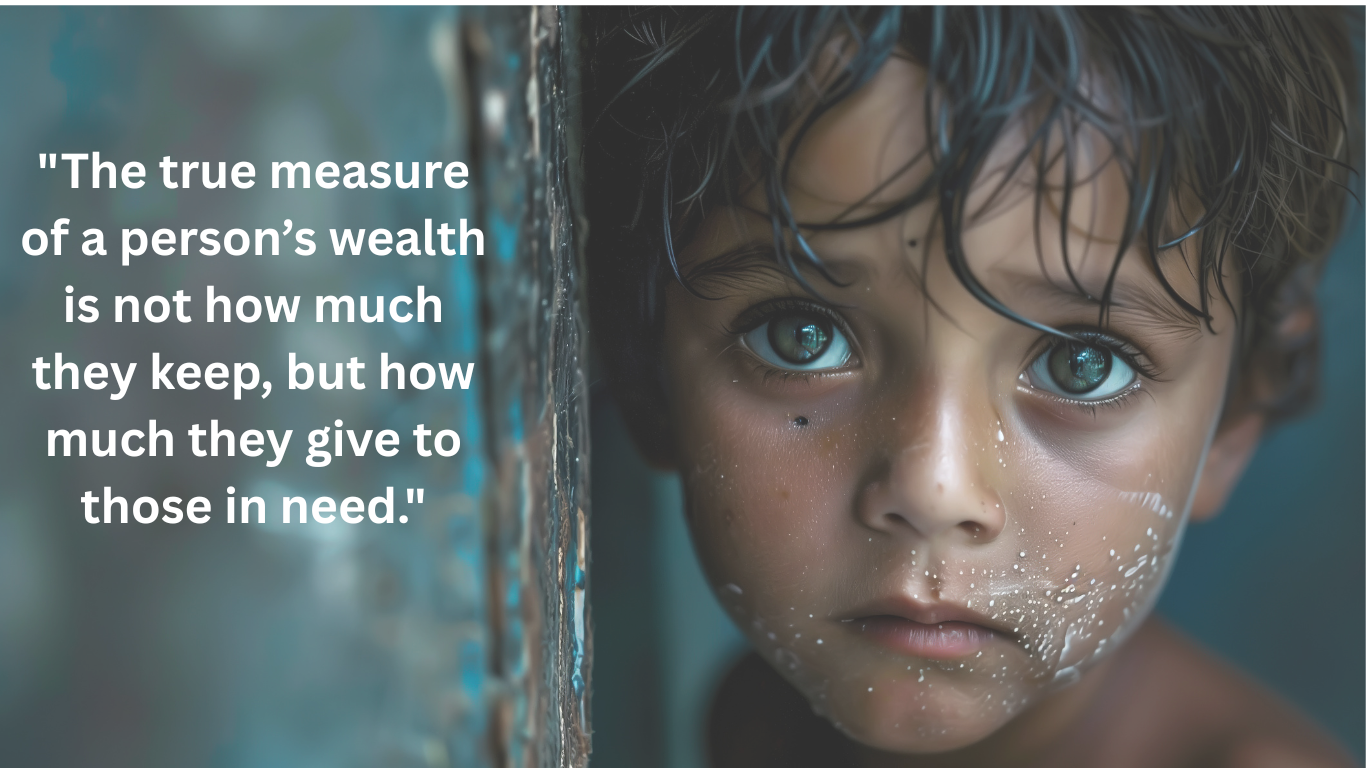 "The true measure
of a person’s wealth
is not how much
they keep, but how
much they give to
those in need."